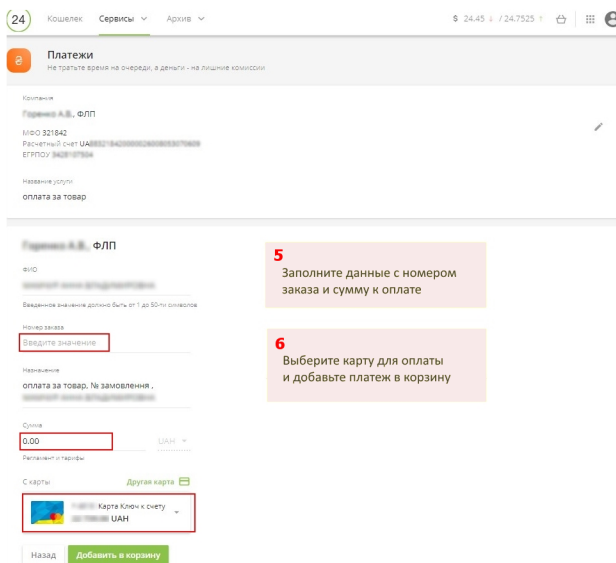 24 Кошелек Сервисы Архив $ 24.45 ↓ / 24.7525 ↑
Платежи
Не тратьте время на очереди, а деньги - на лишние комиссии
Компания
ФЛП
МФО 321842
Расчетный счет UA
ЕГРПОУ
Название услуги
оплата за товар
ФЛП
ФИО
Введенное значение должно быть от 1 до 50-ти символов
Номер заказа
Введите значение
Назначение
оплата за товар, № замовлення ,
Сумма
0.00 UAH
Регламент и тарифы
С карты Другая карта
Карта Ключ к счету
UAH
Назад Добавить в корзину
5
Заполните данные с номером
заказа и сумму к оплате
6
Выберите карту для оплаты
и добавьте платеж в корзину